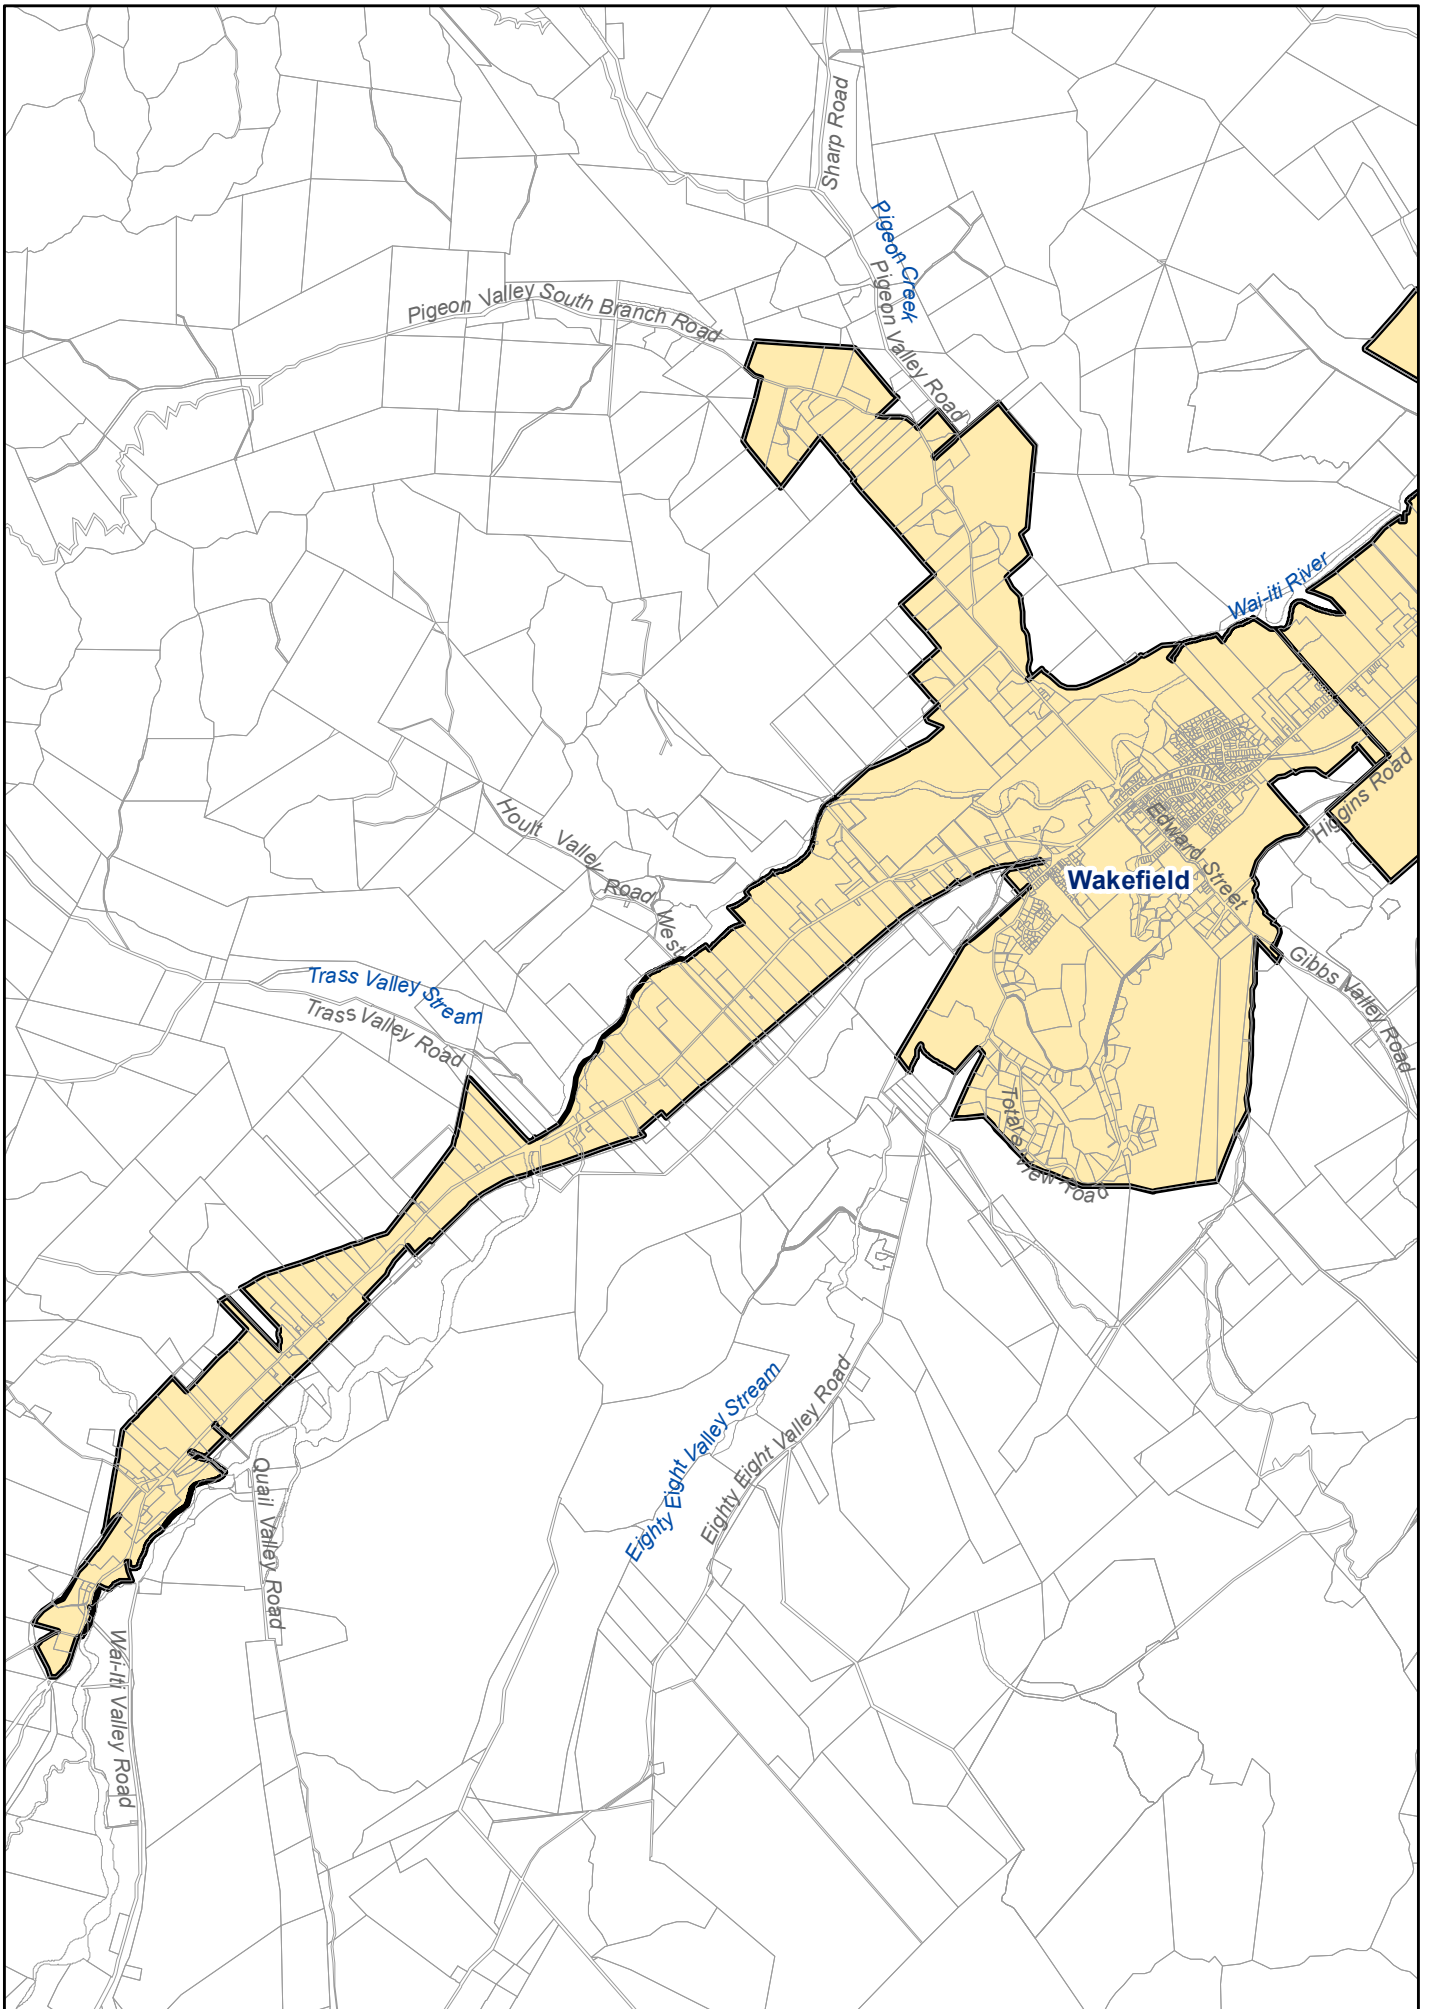 Sharp Road
Pigeon Creek
Pigeon Valley Road
Pigeon Valley South Branch Road
Wai-iti River
Higgins Road
Edward Street
Wakefield
Hoult Valley Road West
Gibbs Valley Road
Trass Valley Stream
Trass Valley Road
Totara View Road
Eighty Eight Valley Stream
Eighty Eight Valley Road
Quail Valley Road
Wai-Iti Valley Road